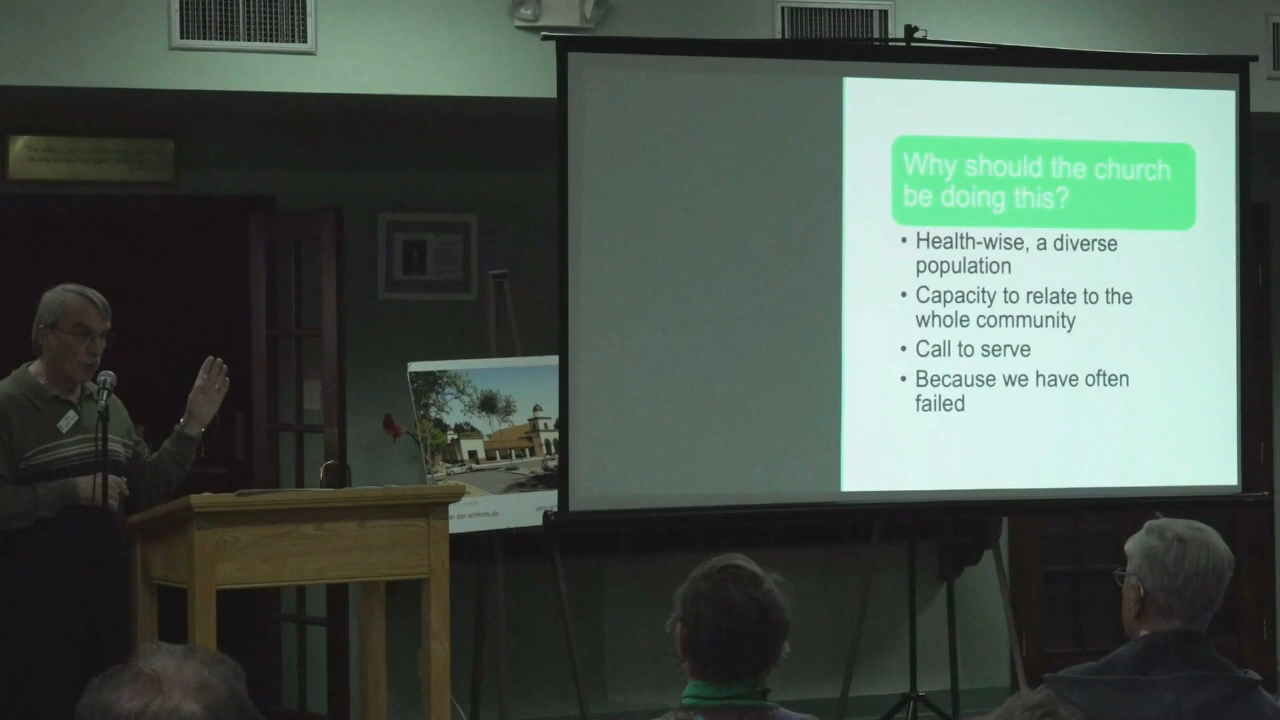 Why should the church
be doing this?
• Health-wise, a diverse
population
• Capacity to relate to the
whole community
• Call to serve
• Because we have often
failed